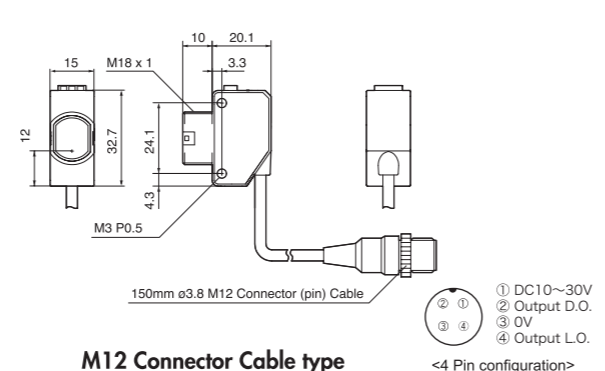 10
20.1
15
M18 x 1
3.3
12
32.7
24.1
4.3
M3 P0.5
150mm ø3.8 M12 Connector (pin) Cable
② ①
③ ④
① DC10～30V
② Output D.O.
③ 0V
④ Output L.O.
M12 Connector Cable type
<4 Pin configuration>